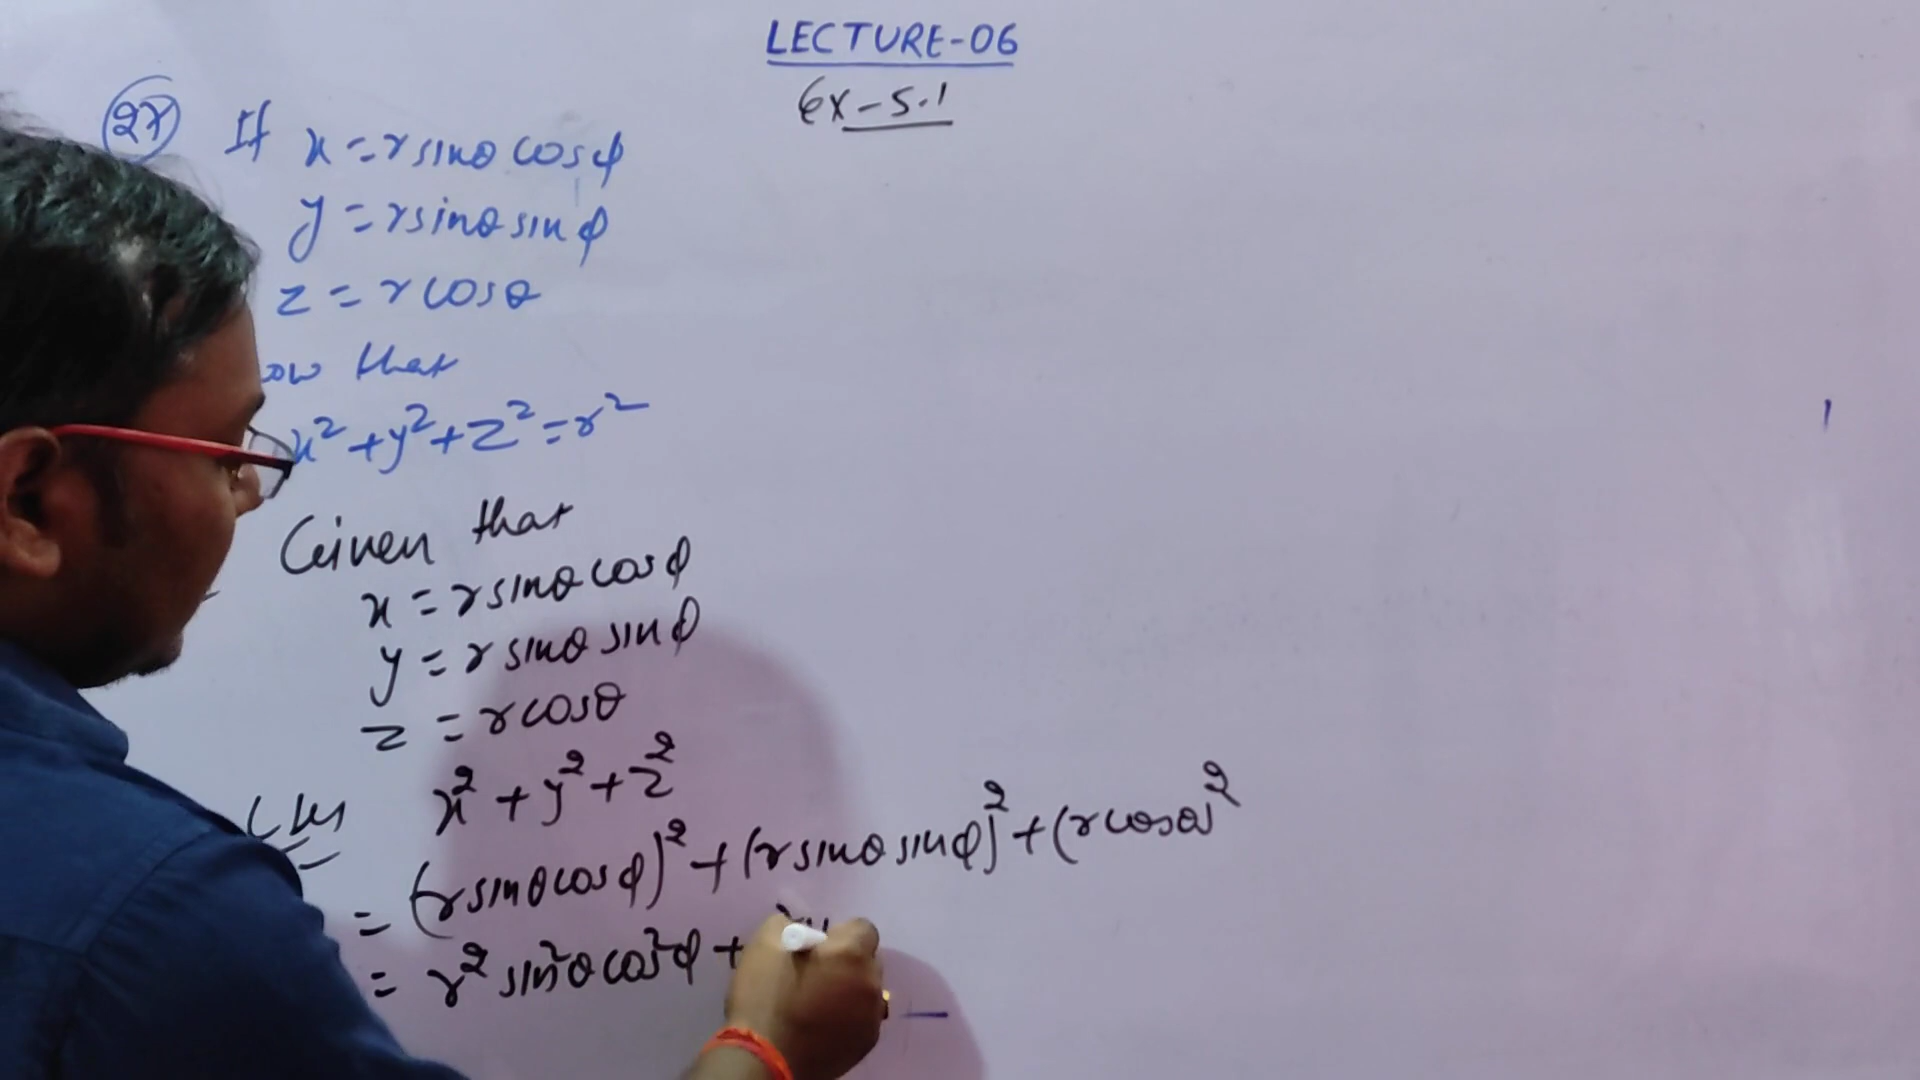 LECTURE-06
Ex-5.1
27 If x = r sinθ cosφ
y = r sinθ sinφ
z = r cosθ
ow that
x² + y² + z² = r²
Given that
x = r sinθ cosφ
y = r sinθ sinφ
z = r cosθ
LHS x² + y² + z²
= (r sinθ cosφ)² + (r sinθ sinφ)² + (r cosθ)²
= r² sin²θ cos²φ +